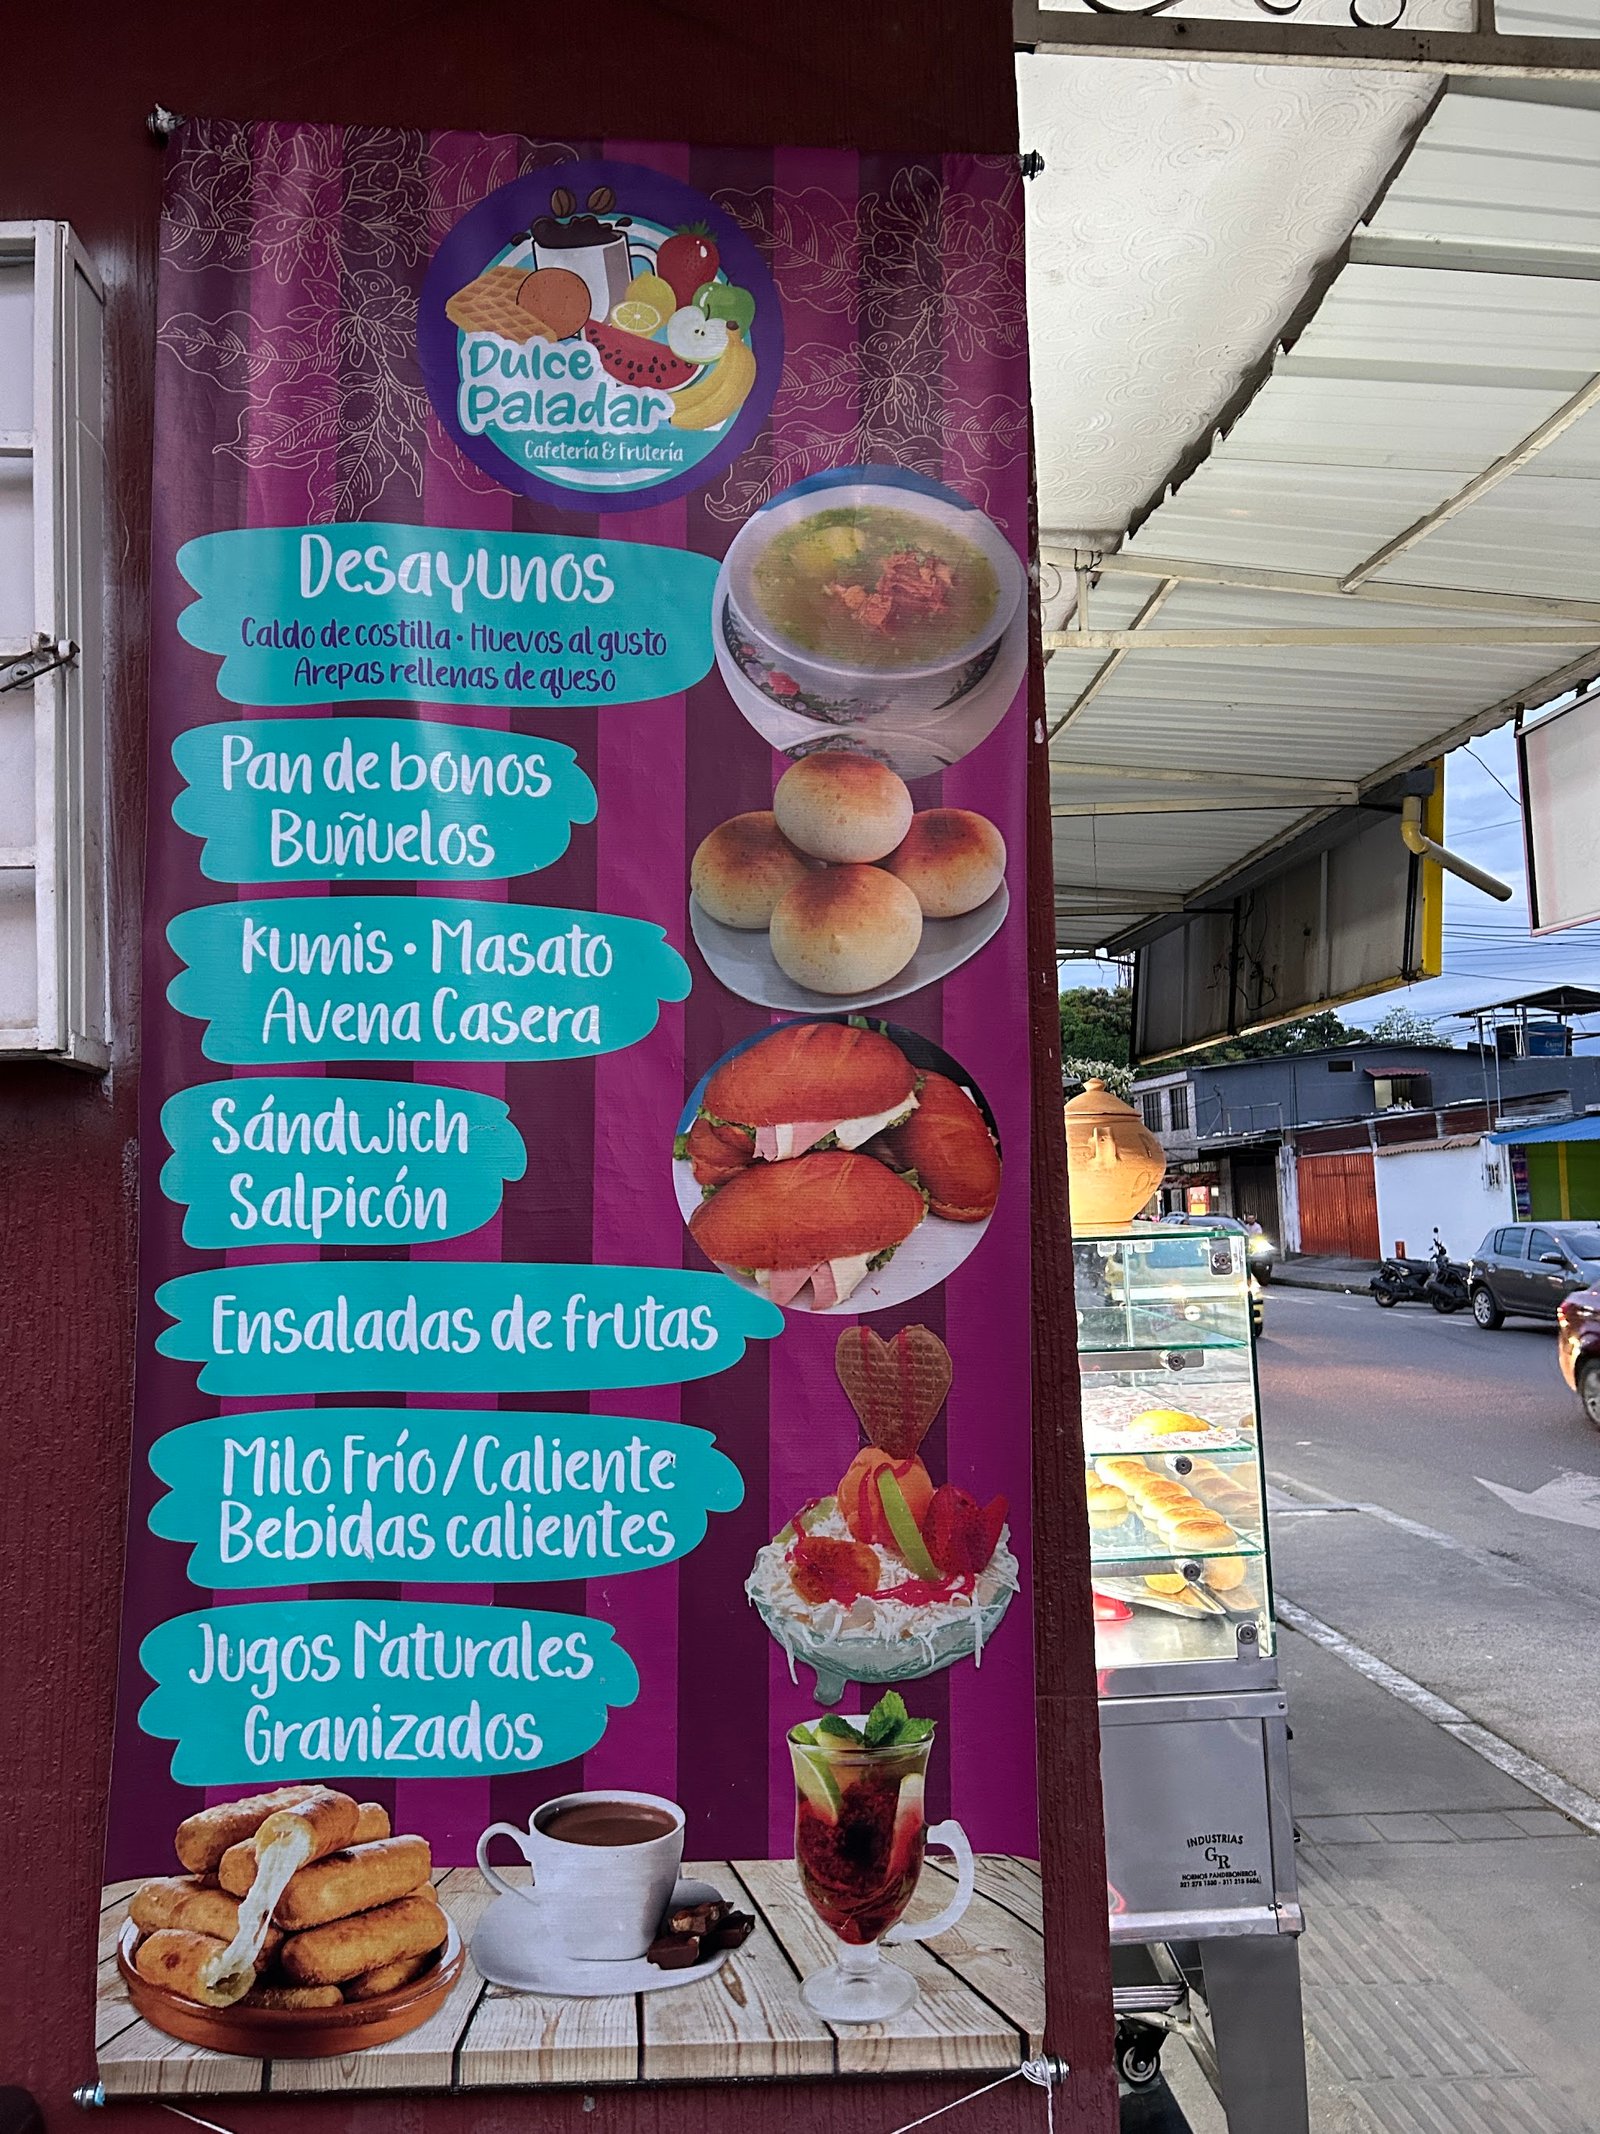 Dulce
Paladar
Cafetería & Frutería
Desayunos
Caldo de costilla • Huevos al gusto
Arepas rellenas de queso
Pan de bonos
Buñuelos
Kumis • Masato
Avena Casera
Sándwich
Salpicón
Ensaladas de frutas
Milo Frío/Caliente
Bebidas calientes
Jugos Naturales
Granizados
INDUSTRIAS
GR
HORNOS PANDEBONEROS